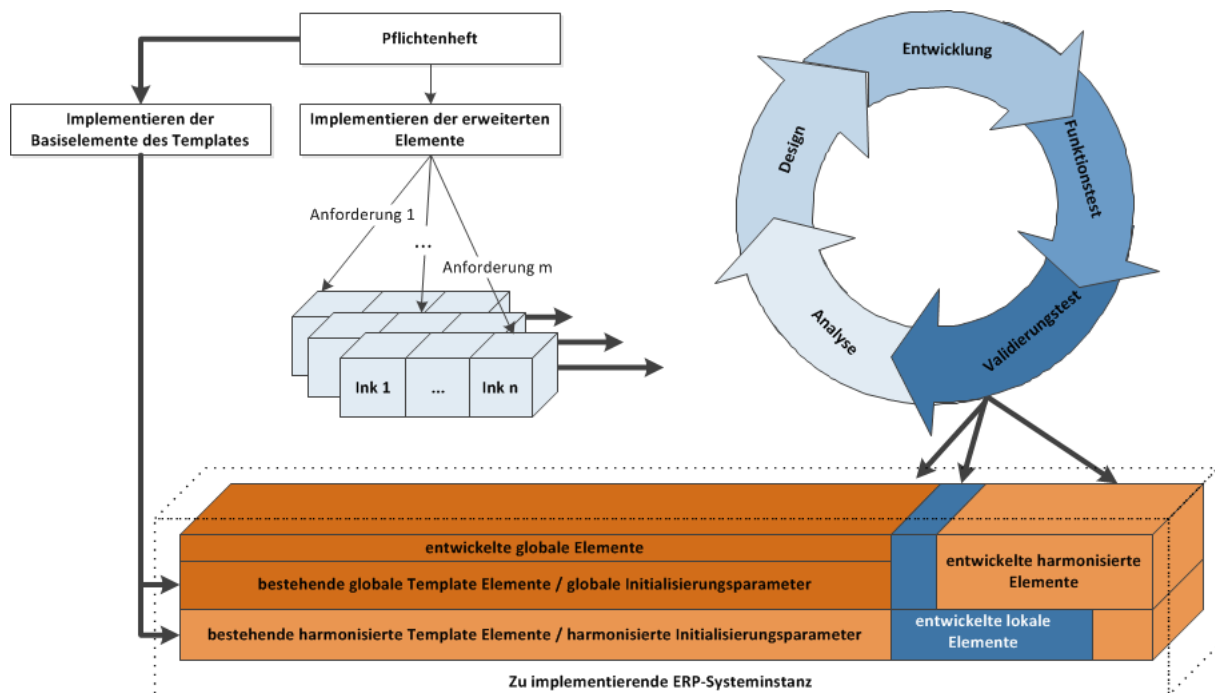 Pflichtenheft
Implementieren der
Basiselemente des Templates
Implementieren der erweiterten
Elemente
Anforderung 1
...
Anforderung m
Ink 1
...
Ink n
Entwicklung
Funktionstest
Validierungstest
Analyse
Design
entwickelte globale Elemente
bestehende globale Template Elemente / globale Initialisierungsparameter
bestehende harmonisierte Template Elemente / harmonisierte Initialisierungsparameter
entwickelte harmonisierte
Elemente
entwickelte lokale
Elemente
Zu implementierende ERP-Systeminstanz